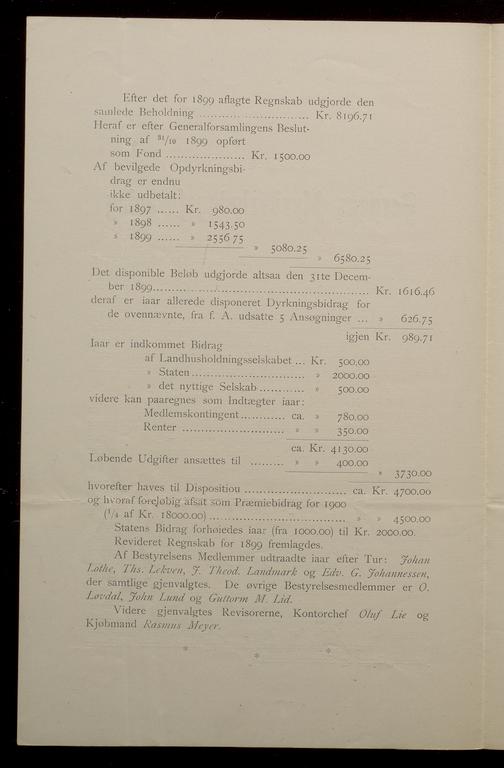 Efter det for 1899 aflagte Regnskab udgjorde den
samlede Beholdning ............................ Kr. 8196.71
Heraf er efter Generalforsamlingens Beslut-
ning af ³¹/₁₀ 1899 opført
som Fond ..................... Kr. 1500.00
Af bevilgede Opdyrkningsbi-
drag er endnu
ikke udbetalt:
for 1897 ...... Kr. 980.00
» 1898 ...... » 1543.50
» 1899 ...... » 2556 75
» 5080.25
» 6580.25
Det disponible Beløb udgjorde altsaa den 31te Decem-
ber 1899........................................................ Kr. 1616.46
deraf er iaar allerede disponeret Dyrkningsbidrag for
de ovennævnte, fra f. A. udsatte 5 Ansøgninger ... » 626.75
igjen Kr. 989.71
Iaar er indkommet Bidrag
af Landhusholdningsselskabet ... Kr. 500.00
» Staten.............................. » 2000.00
» det nyttige Selskab............ » 500.00
videre kan paaregnes som Indtægter iaar:
Medlemskontingent............ ca. » 780.00
Renter ........................... » » 350.00
ca. Kr. 4130.00
Løbende Udgifter ansættes til ......... » » 400.00
» 3730.00
hvorefter haves til Disposition ........................... ca. Kr. 4700.00
og hvoraf foreløbig afsat som Præmiebidrag for 1900
(¹/₄ af Kr. 18000.00) .................................... » » 4500.00
Statens Bidrag forhøiedes iaar (fra 1000.00) til Kr. 2000.00.
Revideret Regnskab for 1899 fremlagdes.
Af Bestyrelsens Medlemmer udtraadte iaar efter Tur: Johan
Lothe, Ths. Lekven, J. Theod. Landmark og Edv. G. Johannessen,
der samtlige gjenvalgtes. De øvrige Bestyrelsesmedlemmer er O.
Løvdal, John Lund og Guttorm M. Lid.
Videre gjenvalgtes Revisorerne, Kontorchef Oluf Lie og
Kjøbmand Rasmus Meyer.
* * *